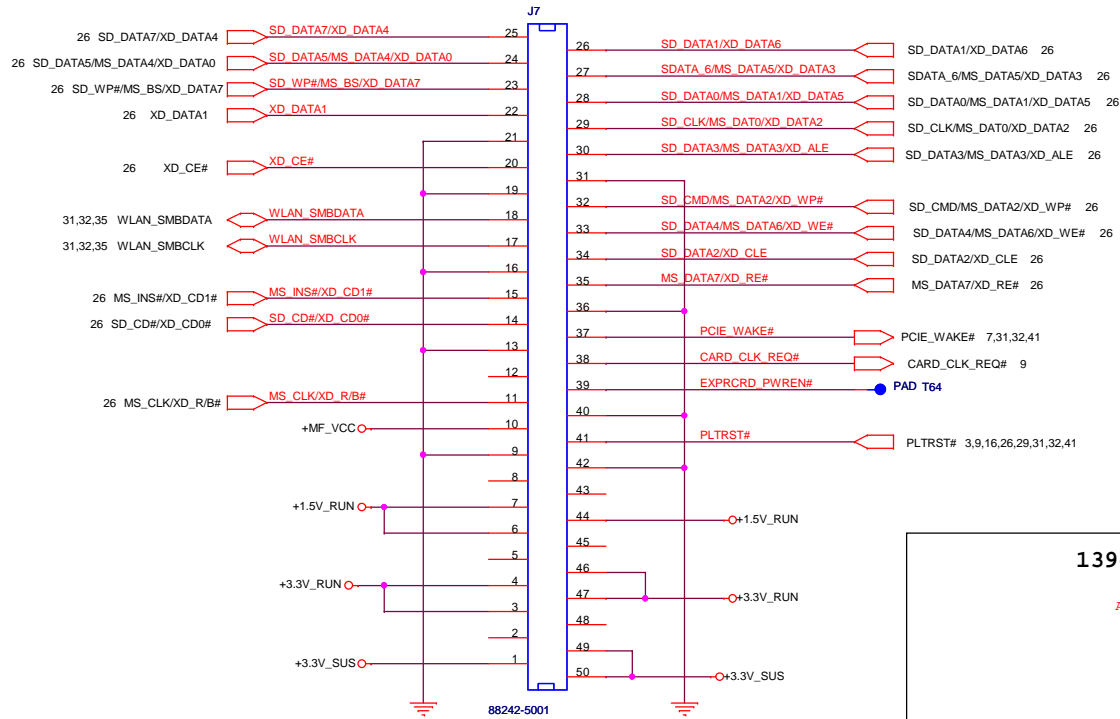 J7
26 SD_DATA7/XD_DATA4 SD_DATA7/XD_DATA4 25
26 SD_DATA1/XD_DATA6 SD_DATA1/XD_DATA6 26
26 SD_DATA5/MS_DATA4/XD_DATA0 SD_DATA5/MS_DATA4/XD_DATA0 24
27 SDATA_6/MS_DATA5/XD_DATA3 SDATA_6/MS_DATA5/XD_DATA3 26
26 SD_WP#/MS_BS/XD_DATA7 SD_WP#/MS_BS/XD_DATA7 23
28 SD_DATA0/MS_DATA1/XD_DATA5 SD_DATA0/MS_DATA1/XD_DATA5 26
26 XD_DATA1 XD_DATA1 22
29 SD_CLK/MS_DAT0/XD_DATA2 SD_CLK/MS_DAT0/XD_DATA2 26
21
30 SD_DATA3/MS_DATA3/XD_ALE SD_DATA3/MS_DATA3/XD_ALE 26
26 XD_CE# XD_CE# 20
31
19
32 SD_CMD/MS_DATA2/XD_WP# SD_CMD/MS_DATA2/XD_WP# 26
31,32,35 WLAN_SMBDATA WLAN_SMBDATA 18
33 SD_DATA4/MS_DATA6/XD_WE# SD_DATA4/MS_DATA6/XD_WE# 26
31,32,35 WLAN_SMBCLK WLAN_SMBCLK 17
34 SD_DATA2/XD_CLE SD_DATA2/XD_CLE 26
16
35 MS_DATA7/XD_RE# MS_DATA7/XD_RE# 26
26 MS_INS#/XD_CD1# MS_INS#/XD_CD1# 15
36
26 SD_CD#/XD_CD0# SD_CD#/XD_CD0# 14
37 PCIE_WAKE# PCIE_WAKE# 7,31,32,41
13
38 CARD_CLK_REQ# CARD_CLK_REQ# 9
12
39 EXPRCRD_PWREN# PAD T64
26 MS_CLK/XD_R/B# MS_CLK/XD_R/B# 11
40
+MF_VCC 10
41 PLTRST# PLTRST# 3,9,16,26,29,31,32,41
9
42
8
43
+1.5V_RUN 7
44 +1.5V_RUN
6
45
5
46
+3.3V_RUN 4
47 +3.3V_RUN
3
48
2
49
+3.3V_SUS 1
50 +3.3V_SUS
88242-5001
139